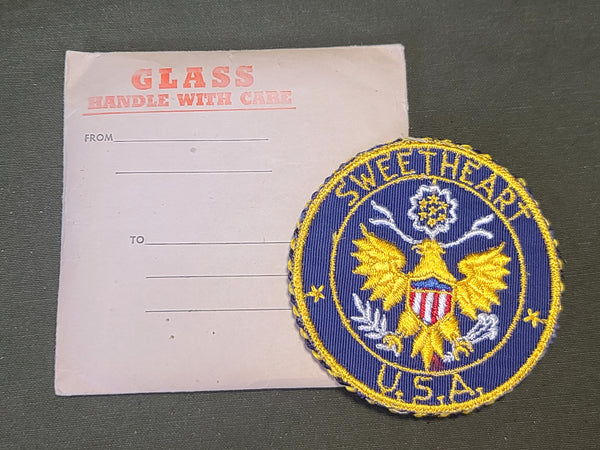 GLASS
HANDLE WITH CARE
FROM
TO
SWEETHEART
U.S.A.